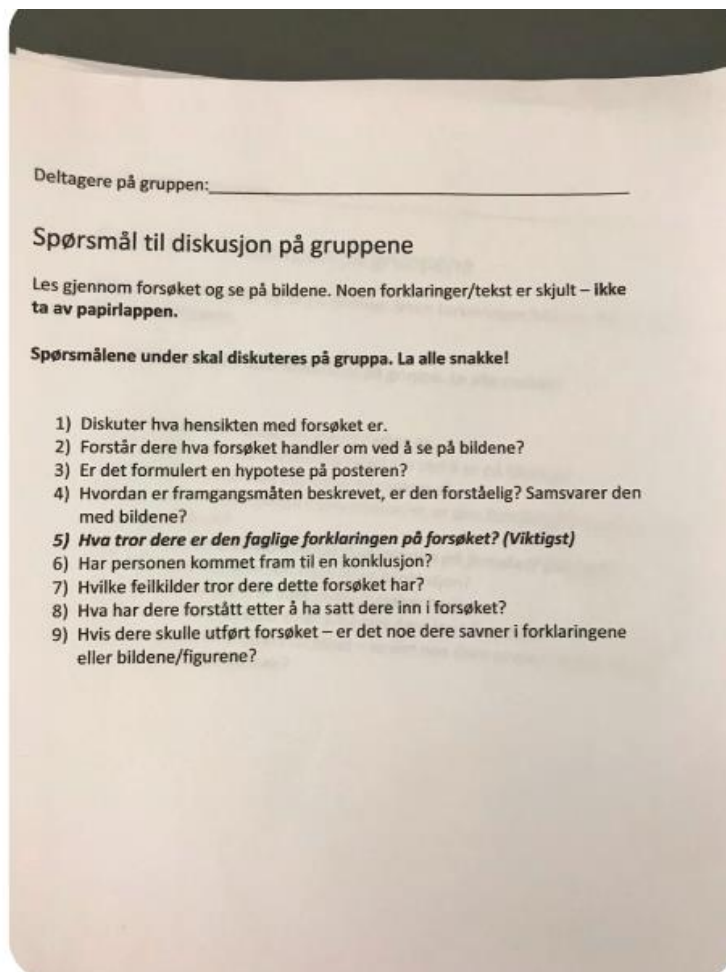 Deltagere på gruppen:
Spørsmål til diskusjon på gruppene
Les gjennom forsøket og se på bildene. Noen forklaringer/tekst er skjult – ikke
ta av papirlappen.
Spørsmålene under skal diskuteres på gruppa. La alle snakke!
1) Diskuter hva hensikten med forsøket er.
2) Forstår dere hva forsøket handler om ved å se på bildene?
3) Er det formulert en hypotese på posteren?
4) Hvordan er framgangsmåten beskrevet, er den forståelig? Samsvarer den
med bildene?
5) Hva tror dere er den faglige forklaringen på forsøket? (Viktigst)
6) Har personen kommet fram til en konklusjon?
7) Hvilke feilkilder tror dere dette forsøket har?
8) Hva har dere forstått etter å ha satt dere inn i forsøket?
9) Hvis dere skulle utført forsøket – er det noe dere savner i forklaringene
eller bildene/figurene?